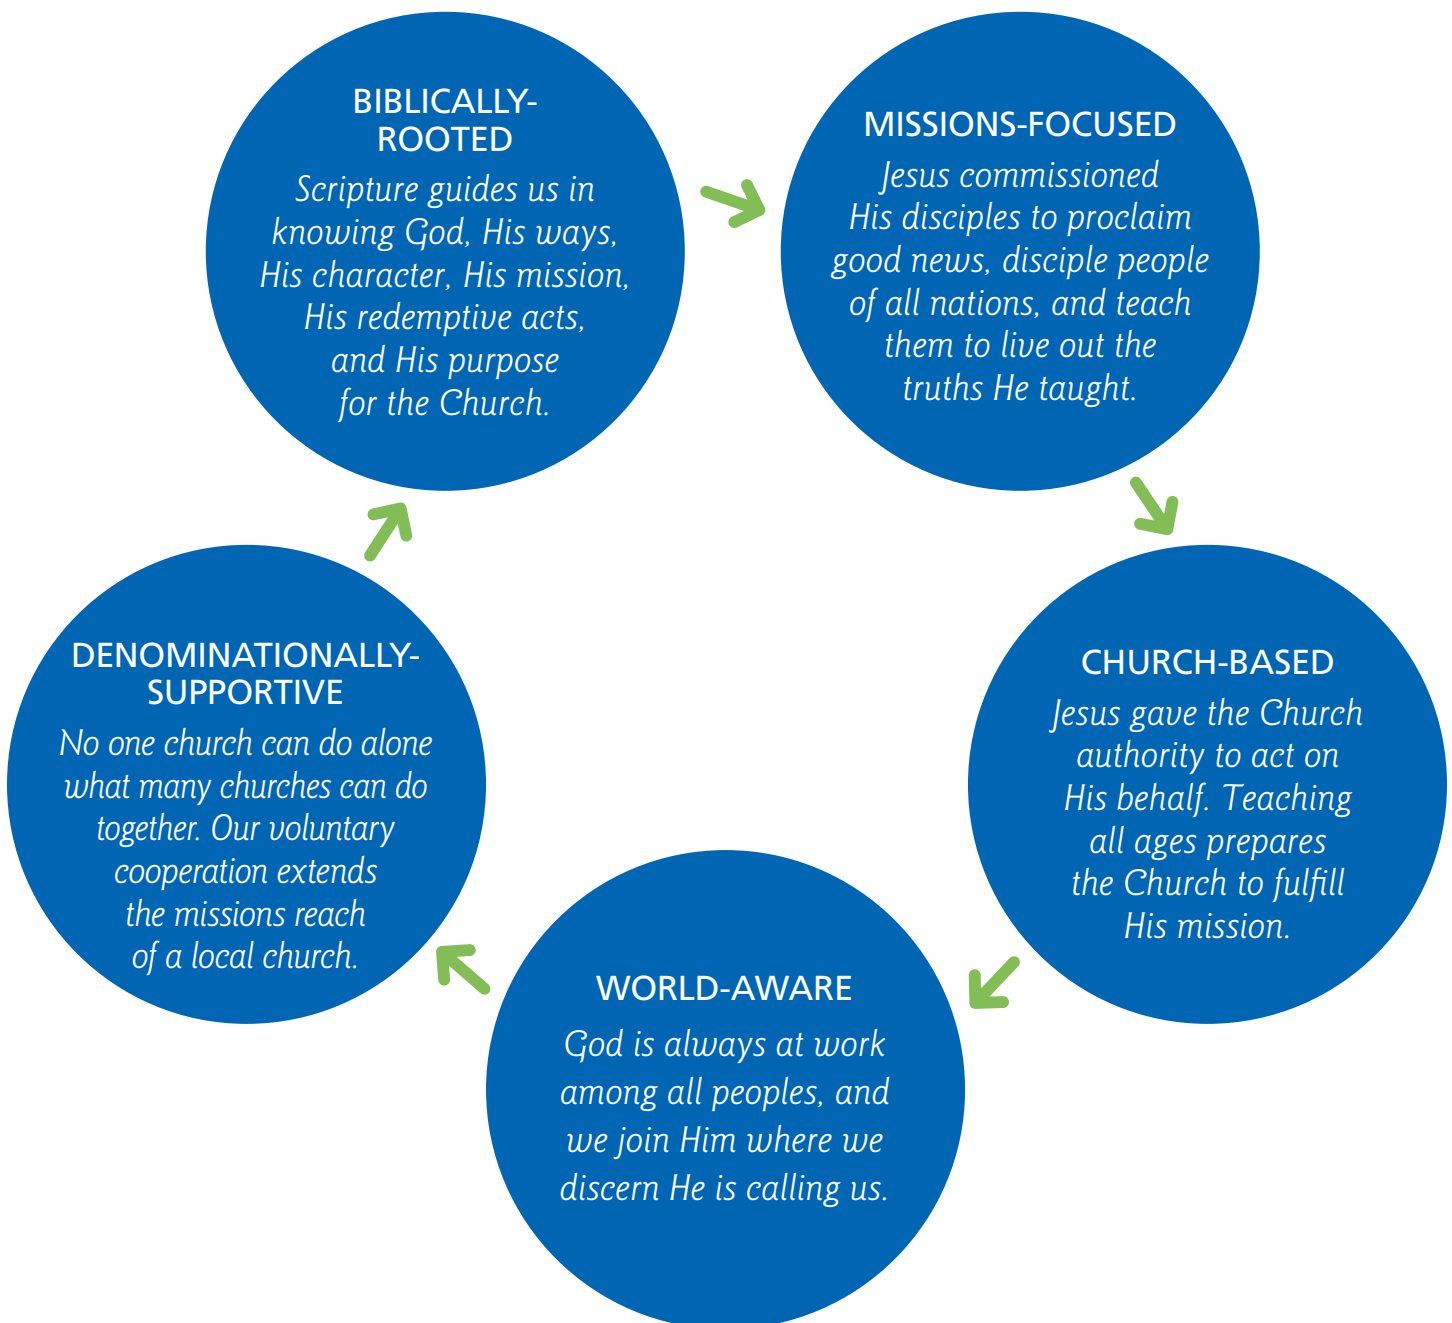 BIBLICALLY-
ROOTED
Scripture guides us in
knowing God, His ways,
His character, His mission,
His redemptive acts,
and His purpose
for the Church.
MISSIONS-FOCUSED
Jesus commissioned
His disciples to proclaim
good news, disciple people
of all nations, and teach
them to live out the
truths He taught.
CHURCH-BASED
Jesus gave the Church
authority to act on
His behalf. Teaching
all ages prepares
the Church to fulfill
His mission.
WORLD-AWARE
God is always at work
among all peoples, and
we join Him where we
discern He is calling us.
DENOMINATIONALLY-
SUPPORTIVE
No one church can do alone
what many churches can do
together. Our voluntary
cooperation extends
the missions reach
of a local church.